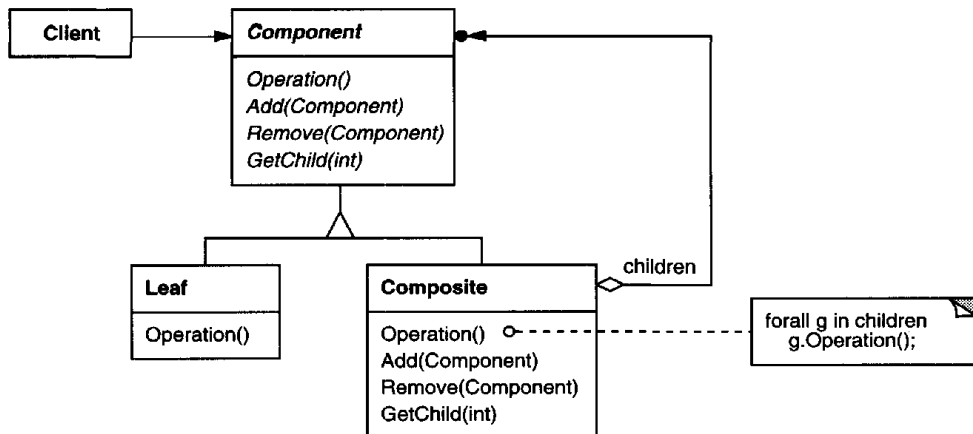 Client
Component
Operation()
Add(Component)
Remove(Component)
GetChild(int)
Leaf
Operation()
Composite
Operation()
Add(Component)
Remove(Component)
GetChild(int)
children
forall g in children
g.Operation();